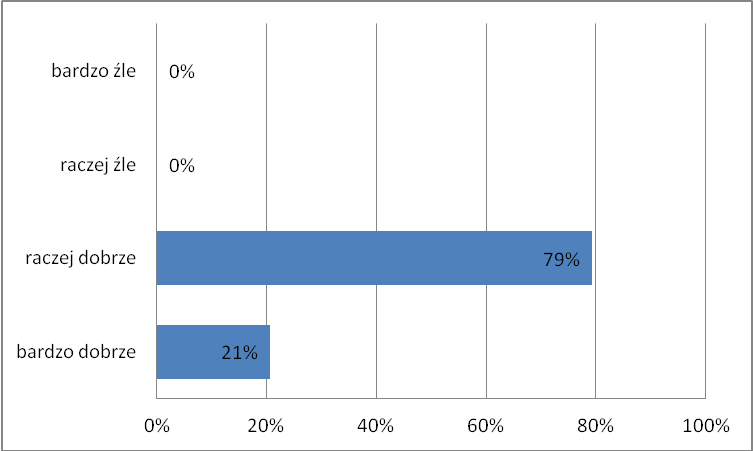 bardzo źle 0%
raczej źle 0%
raczej dobrze 79%
bardzo dobrze 21%
0% 20% 40% 60% 80% 100%